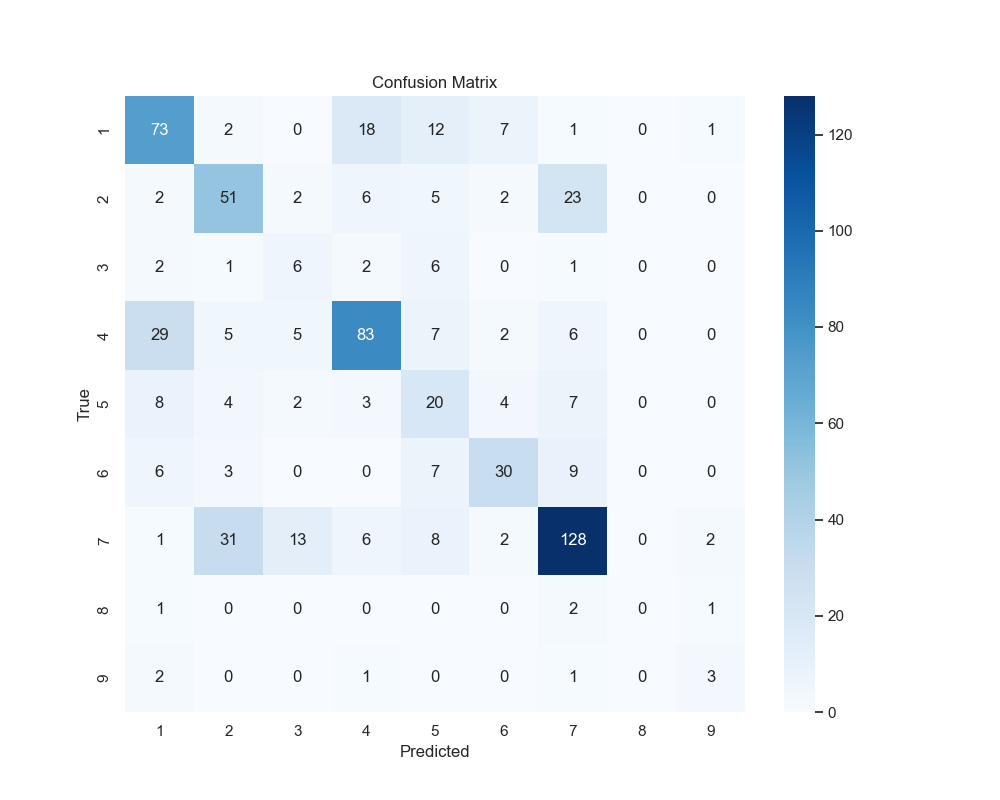 Confusion Matrix
1 73 2 0 18 12 7 1 0 1
2 2 51 2 6 5 2 23 0 0
3 2 1 6 2 6 0 1 0 0
4 29 5 5 83 7 2 6 0 0
5 8 4 2 3 20 4 7 0 0
6 6 3 0 0 7 30 9 0 0
7 1 31 13 6 8 2 128 0 2
8 1 0 0 0 0 0 2 0 1
9 2 0 0 1 0 0 1 0 3
1 2 3 4 5 6 7 8 9
Predicted
True
120
100
80
60
40
20
0